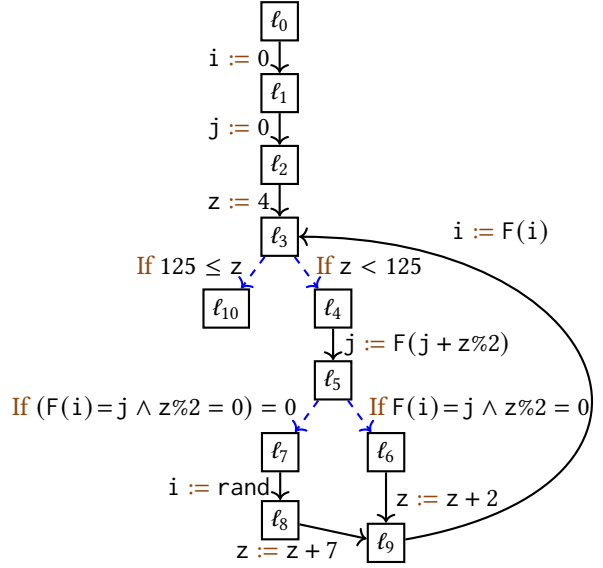 ℓ0
i := 0
ℓ1
j := 0
ℓ2
z := 4
ℓ3
i := F(i)
If 125 ≤ z
If z < 125
ℓ10
ℓ4
j := F(j + z%2)
ℓ5
If (F(i) = j ∧ z%2 = 0) = 0
If F(i) = j ∧ z%2 = 0
ℓ7
ℓ6
i := rand
z := z + 2
ℓ8
ℓ9
z := z + 7